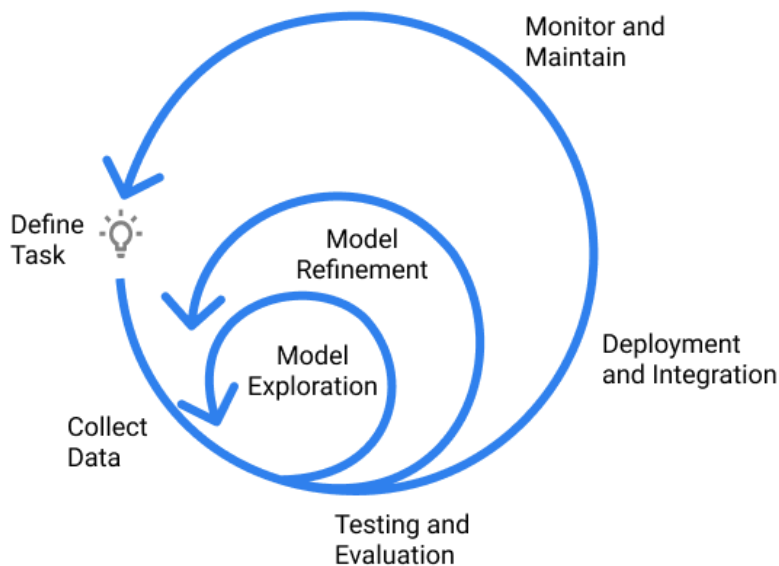 Monitor and
Maintain
Define
Task
Model
Refinement
Model
Exploration
Deployment
and Integration
Collect
Data
Testing and
Evaluation